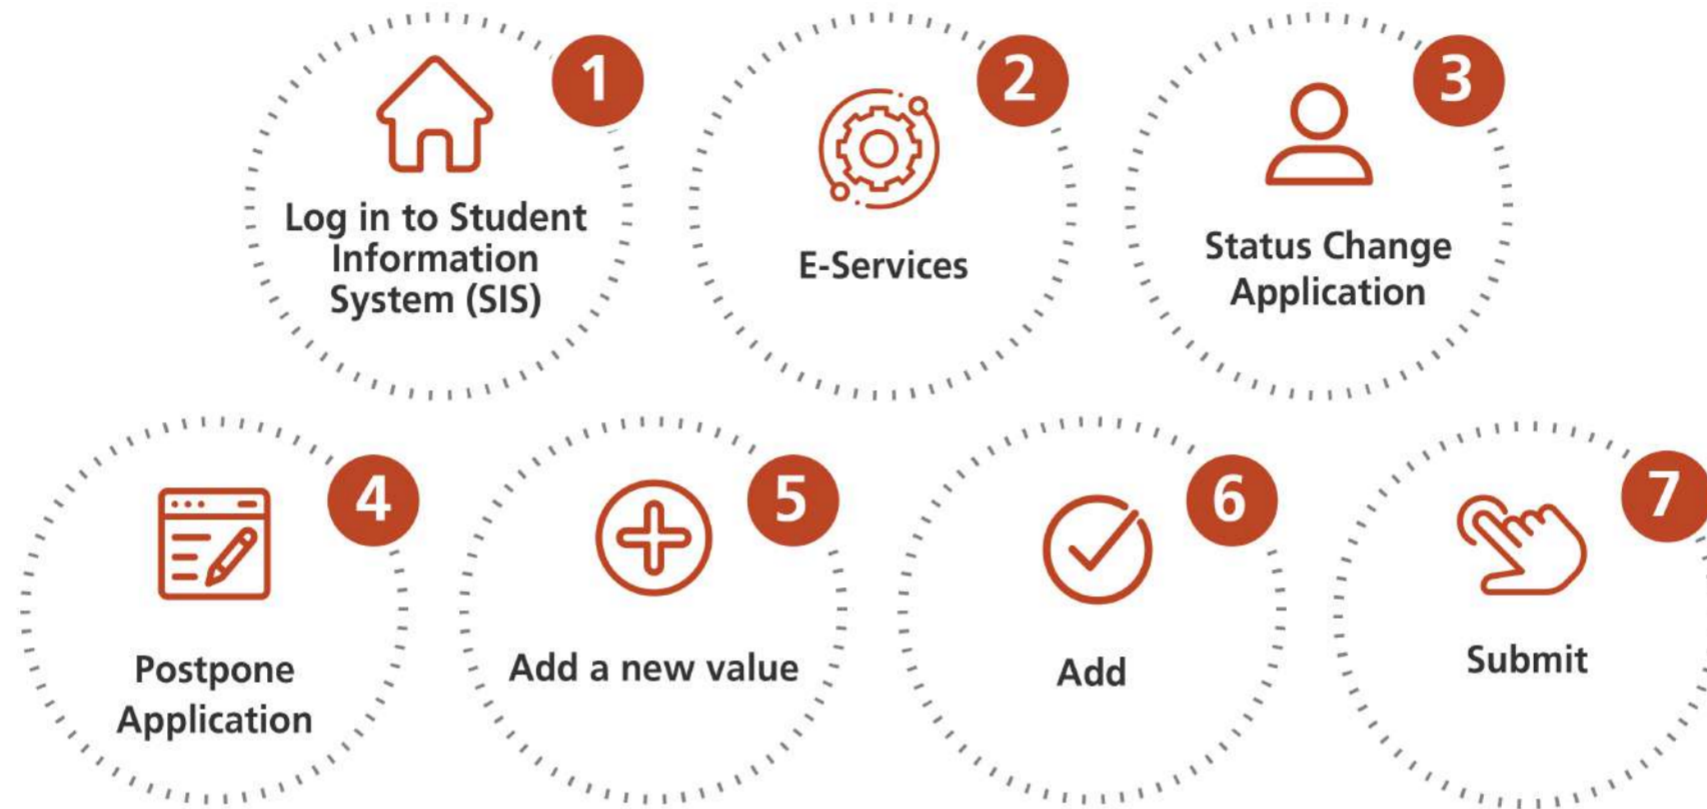 1
Log in to Student
Information
System (SIS)
2
E-Services
3
Status Change
Application
4
Postpone
Application
5
Add a new value
6
Add
7
Submit